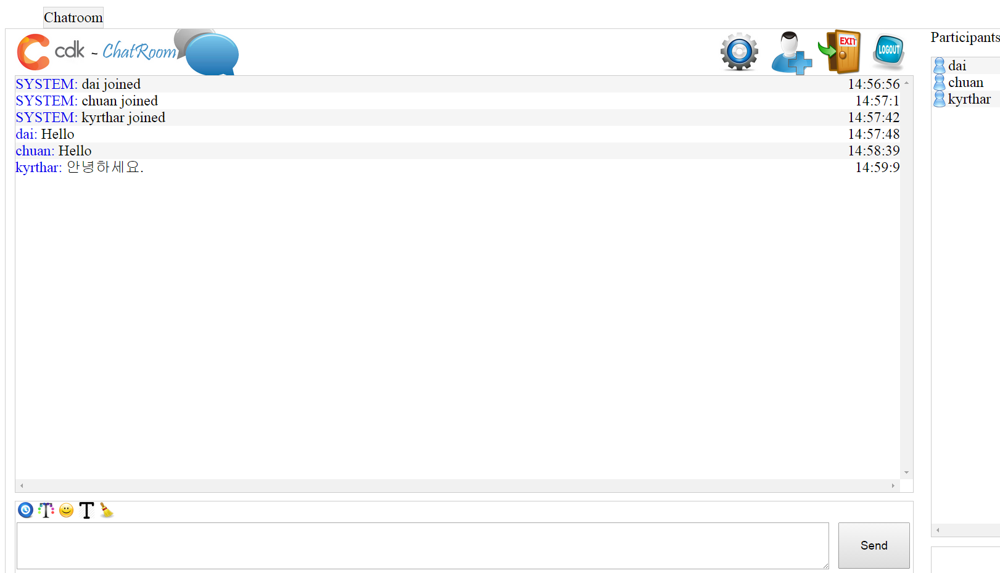 Chatroom
cdk ~ ChatRoom
EXIT
LOGOUT
Participants
SYSTEM: dai joined 14:56:56
SYSTEM: chuan joined 14:57:1
SYSTEM: kyrthar joined 14:57:42
dai: Hello 14:57:48
chuan: Hello 14:58:39
kyrthar: 안녕하세요. 14:59:9
dai
chuan
kyrthar
T
T
Send